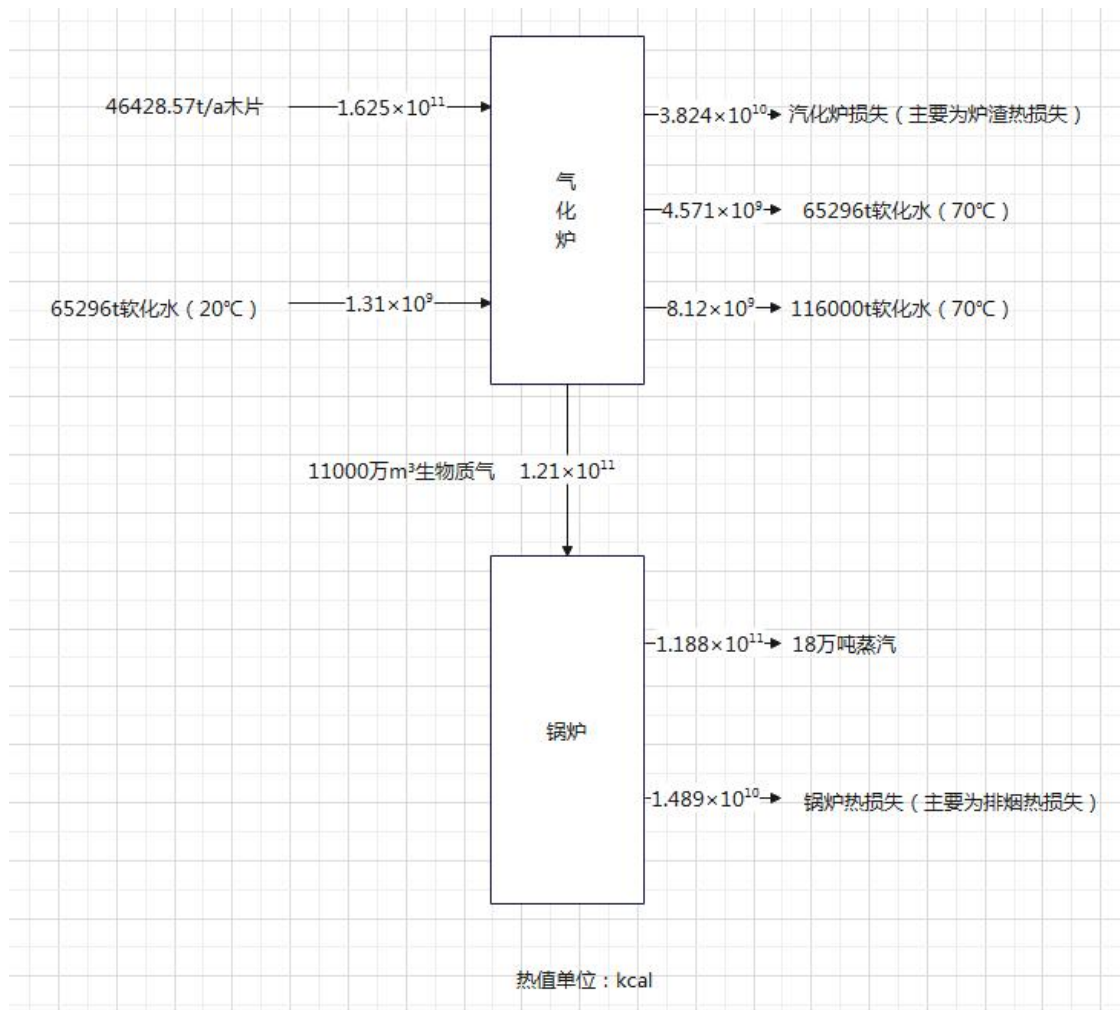 46428.57t/a木片
1.625×10¹¹
3.824×10¹⁰
汽化炉损失（主要为炉渣热损失）
气
化
炉
4.571×10⁹
65296t软化水（70℃）
65296t软化水（20℃）
1.31×10⁹
8.12×10⁹
116000t软化水（70℃）
11000万m³生物质气
1.21×10¹¹
1.188×10¹¹
18万吨蒸汽
锅炉
1.489×10¹⁰
锅炉热损失（主要为排烟热损失）
热值单位：kcal